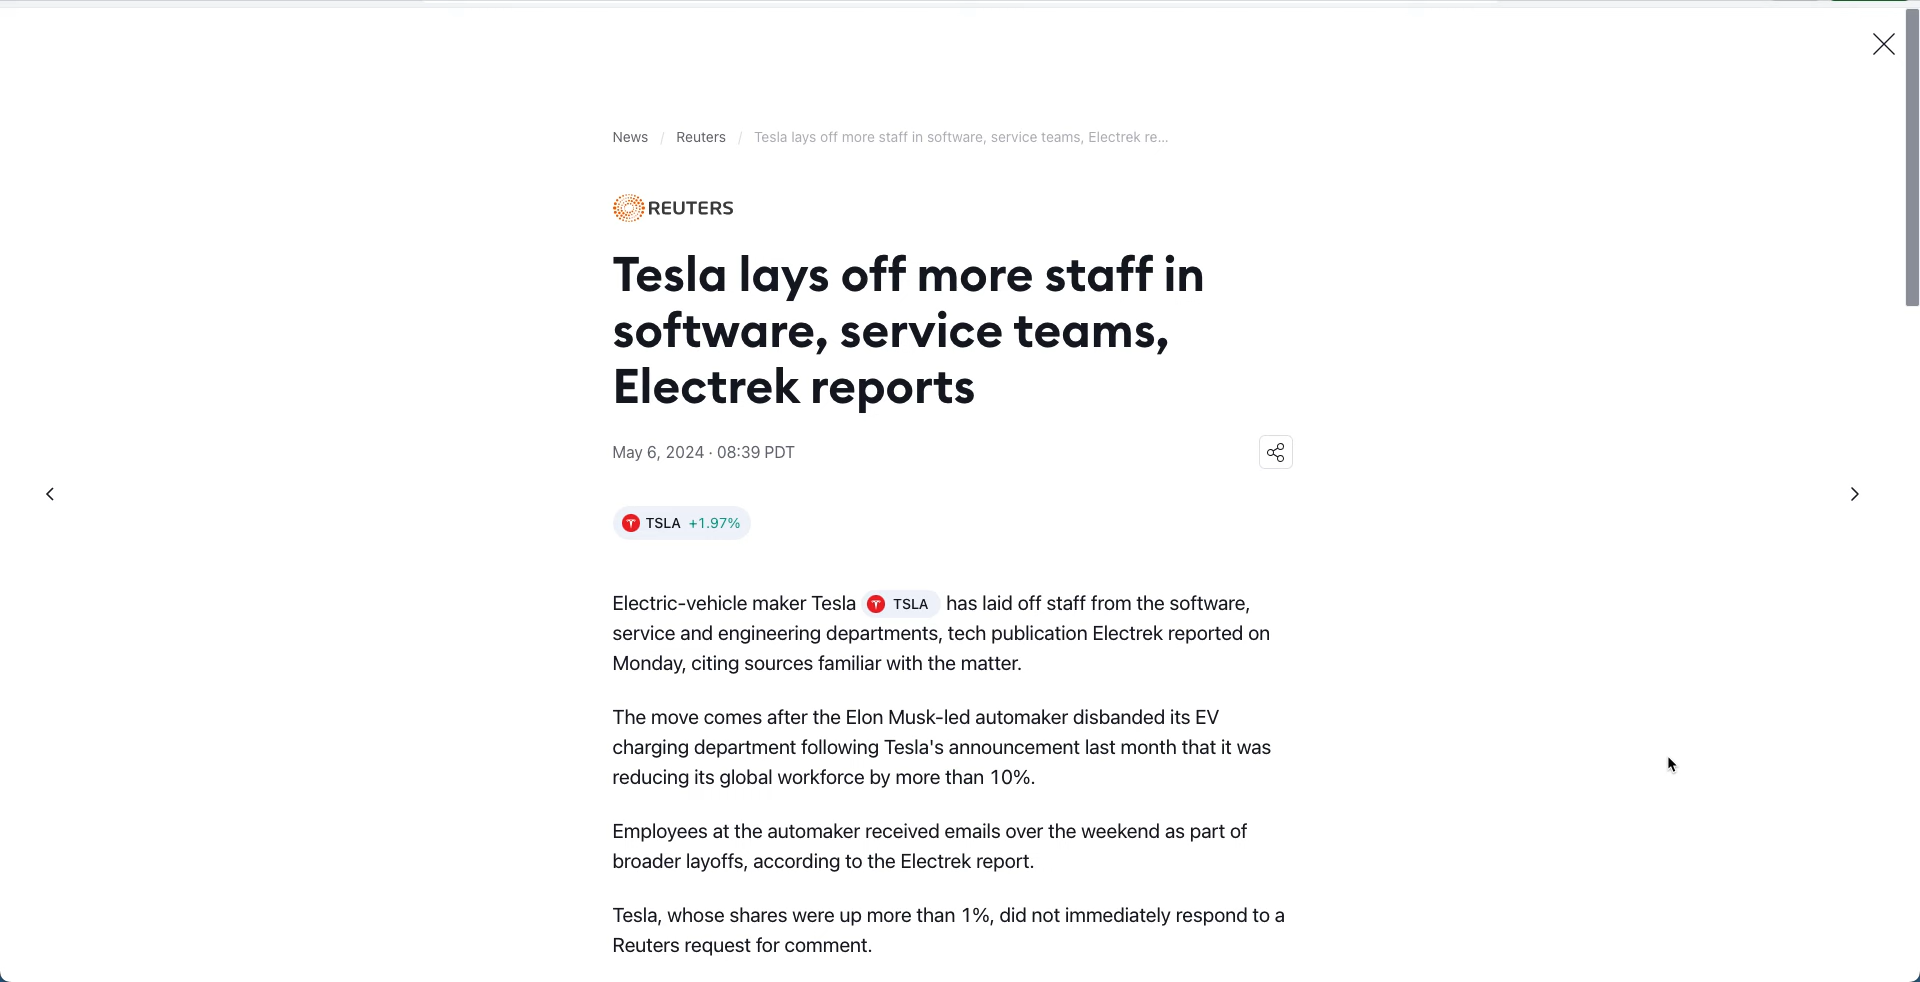 News / Reuters / Tesla lays off more staff in software, service teams, Electrek re...
REUTERS
Tesla lays off more staff in
software, service teams,
Electrek reports
May 6, 2024 · 08:39 PDT
TSLA +1.97%
Electric-vehicle maker Tesla TSLA has laid off staff from the software,
service and engineering departments, tech publication Electrek reported on
Monday, citing sources familiar with the matter.
The move comes after the Elon Musk-led automaker disbanded its EV
charging department following Tesla's announcement last month that it was
reducing its global workforce by more than 10%.
Employees at the automaker received emails over the weekend as part of
broader layoffs, according to the Electrek report.
Tesla, whose shares were up more than 1%, did not immediately respond to a
Reuters request for comment.